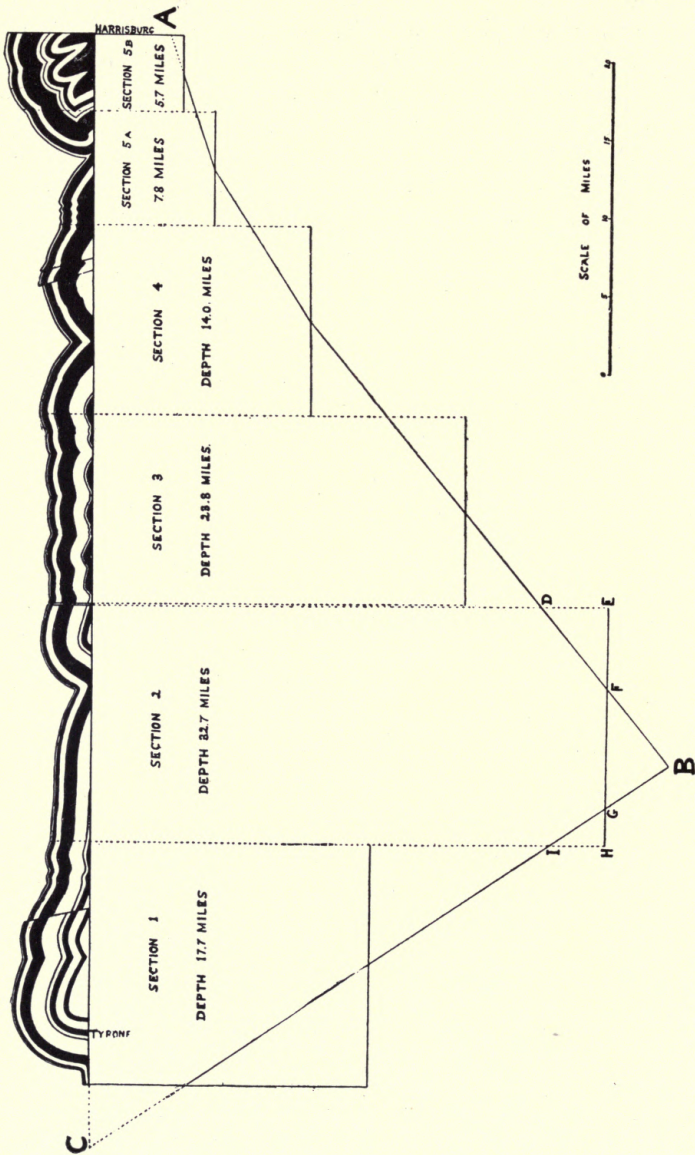 C
TYRONE
SECTION 1
DEPTH 17.7 MILES
SECTION 2
DEPTH 32.7 MILES
SECTION 3
DEPTH 23.8 MILES.
SECTION 4
DEPTH 14.0. MILES
SECTION 5A
7.8 MILES
SECTION 5B
5.7 MILES
HARRISBURG
A
I
D
H
G
F
E
B
SCALE OF MILES
0 5 10 15 20